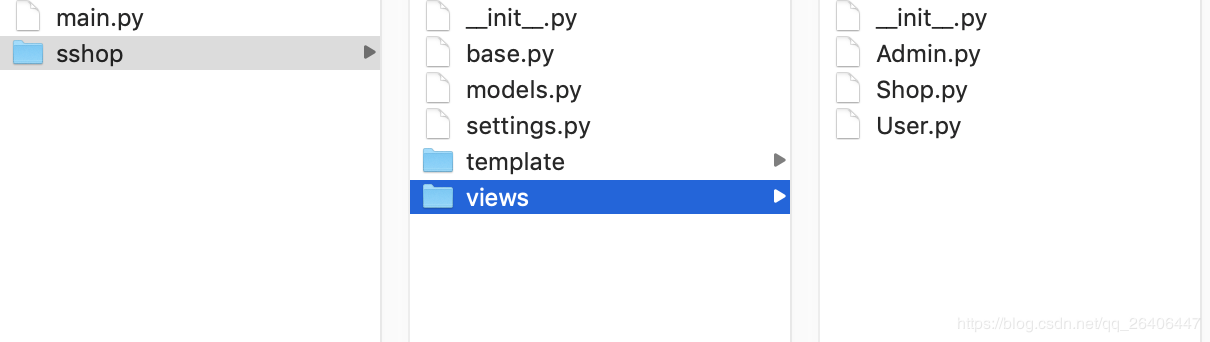 main.py
sshop
__init__.py
base.py
models.py
settings.py
template
views
__init__.py
Admin.py
Shop.py
User.py
https://blog.csdn.net/qq_26406447